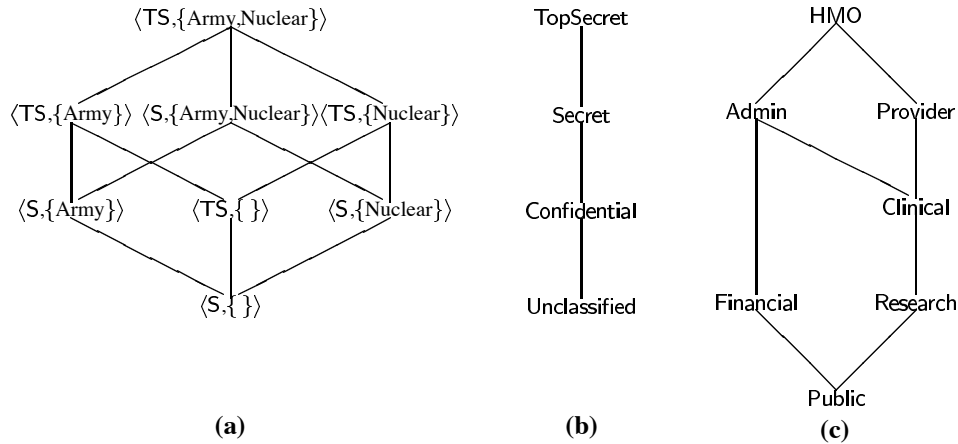 ⟨TS,{Army,Nuclear}⟩
⟨TS,{Army}⟩ ⟨S,{Army,Nuclear}⟩ ⟨TS,{Nuclear}⟩
⟨S,{Army}⟩ ⟨TS,{ }⟩ ⟨S,{Nuclear}⟩
⟨S,{ }⟩
(a)
TopSecret
Secret
Confidential
Unclassified
(b)
HMO
Admin Provider
Clinical
Financial Research
Public
(c)